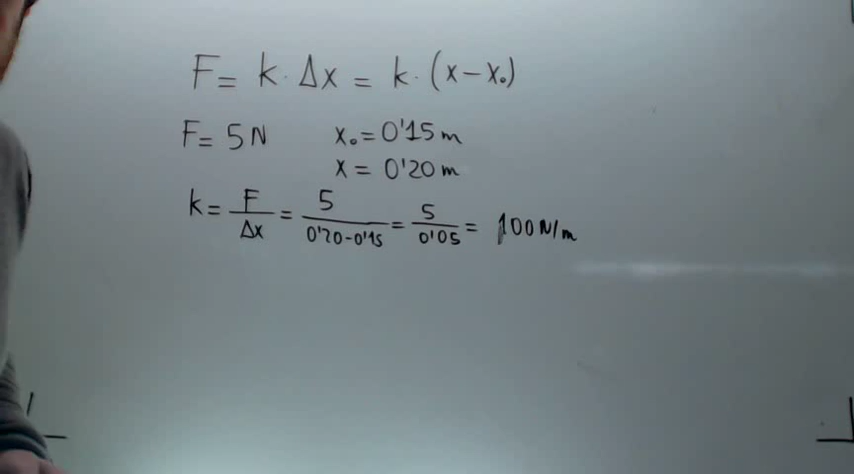 F = k · Δx = k · (x - x₀)
F = 5N x₀ = 0'15 m
x = 0'20 m
k = F/Δx = 5/0'20-0'15 = 5/0'05 = 100 N/m